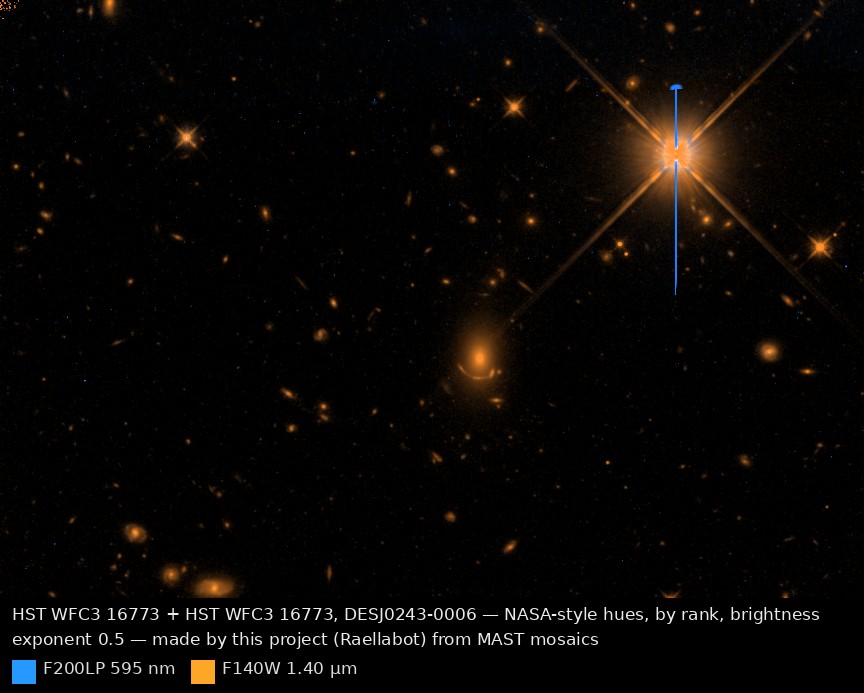 HST WFC3 16773 + HST WFC3 16773, DESJ0243-0006 — NASA-style hues, by rank, brightness
exponent 0.5 — made by this project (Raellabot) from MAST mosaics
F200LP 595 nm F140W 1.40 µm